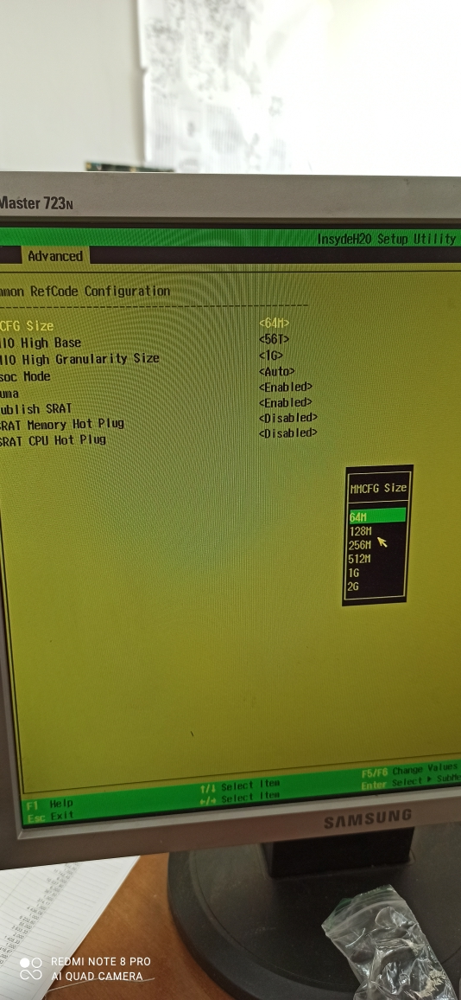 Master 723N
InsydeH20 Setup Utility
Advanced
mmon RefCode Configuration
CFG Size <64M>
IO High Base <56T>
IO High Granularity Size <1G>
soc Mode <Auto>
uma <Enabled>
ublish SRAT <Enabled>
SRAT Memory Hot Plug <Disabled>
SRAT CPU Hot Plug <Disabled>
MMCFG Size
64M
128M
256M
512M
1G
2G
F1 Help
Esc Exit
↑/↓ Select Item
←/→ Select Item
F5/F6 Change Values
Enter Select ▶ SubM
SAMSUNG
REDMI NOTE 8 PRO
AI QUAD CAMERA